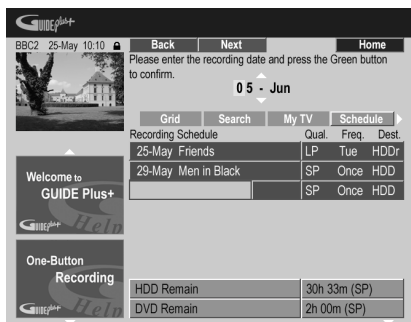 GUIDE Plus+
BBC2 25-May 10:10
Back Next Home
Please enter the recording date and press the Green button
to confirm.
05 - Jun
Grid Search My TV Schedule
Recording Schedule Qual. Freq. Dest.
25-May Friends LP Tue HDDr
29-May Men in Black SP Once HDD
SP Once HDD
Welcome to
GUIDE Plus+
GUIDE Plus+ Help
One-Button
Recording
GUIDE Plus+ Help
HDD Remain 30h 33m (SP)
DVD Remain 2h 00m (SP)